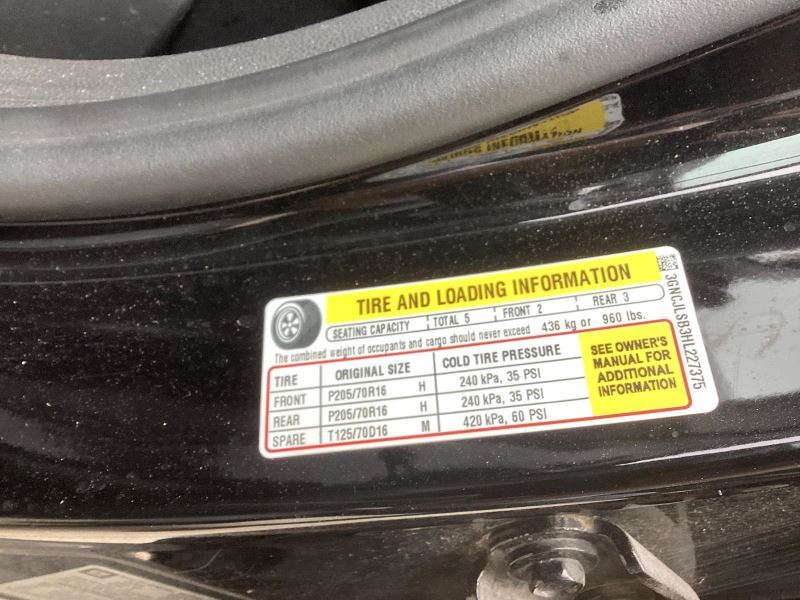 TIRE AND LOADING INFORMATION
SEATING CAPACITY TOTAL 5 FRONT 2 REAR 3
The combined weight of occupants and cargo should never exceed 436 kg or 960 lbs.
TIRE ORIGINAL SIZE COLD TIRE PRESSURE
FRONT P205/70R16 H 240 kPa, 35 PSI
REAR P205/70R16 H 240 kPa, 35 PSI
SPARE T125/70D16 M 420 kPa, 60 PSI
SEE OWNER'S
MANUAL FOR
ADDITIONAL
INFORMATION
3GNCJLSB3HL227375